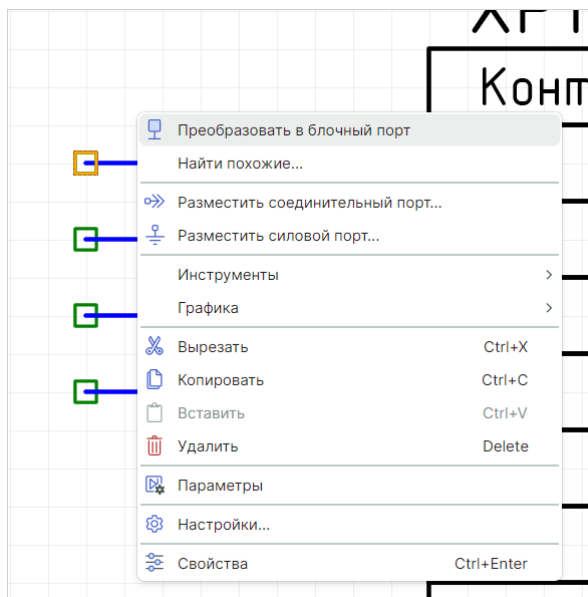 Конт
Преобразовать в блочный порт
Найти похожие...
Разместить соединительный порт...
Разместить силовой порт...
Инструменты
Графика
Вырезать Ctrl+X
Копировать Ctrl+C
Вставить Ctrl+V
Удалить Delete
Параметры
Настройки...
Свойства Ctrl+Enter